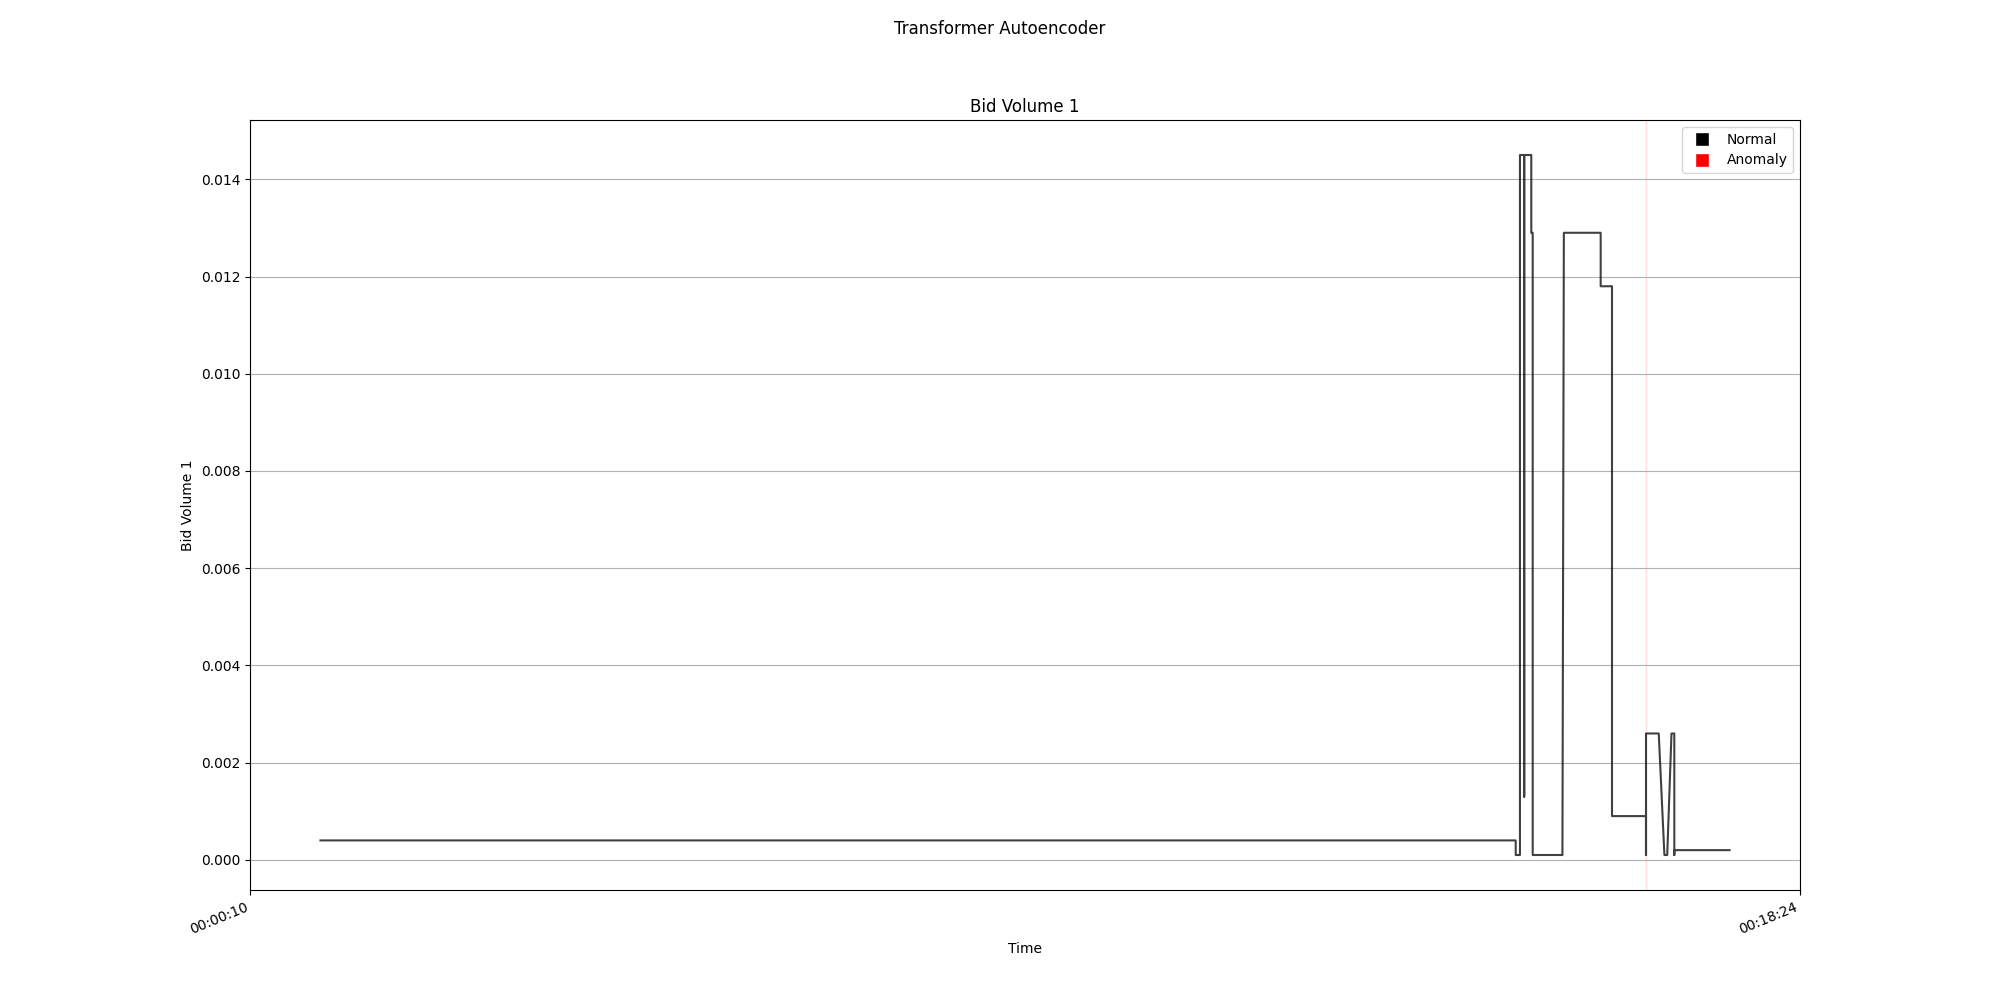 Transformer Autoencoder
Bid Volume 1
Normal
Anomaly
0.014
0.012
0.010
0.008
0.006
0.004
0.002
0.000
Bid Volume 1
00:00:10
00:18:24
Time